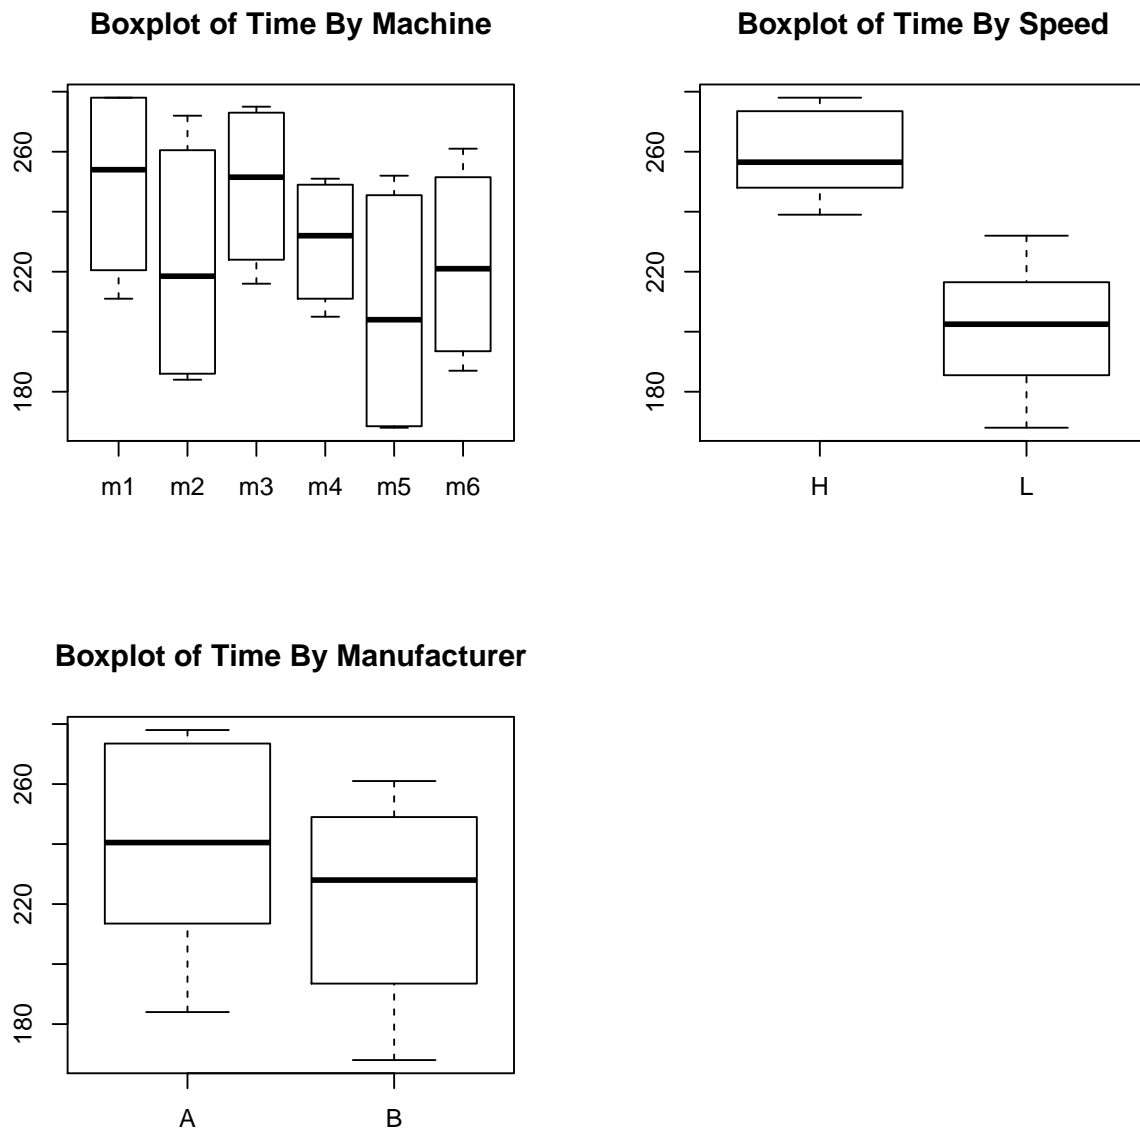 Boxplot of Time By Machine
260
220
180
m1 m2 m3 m4 m5 m6
Boxplot of Time By Speed
260
220
180
H L
Boxplot of Time By Manufacturer
260
220
180
A B